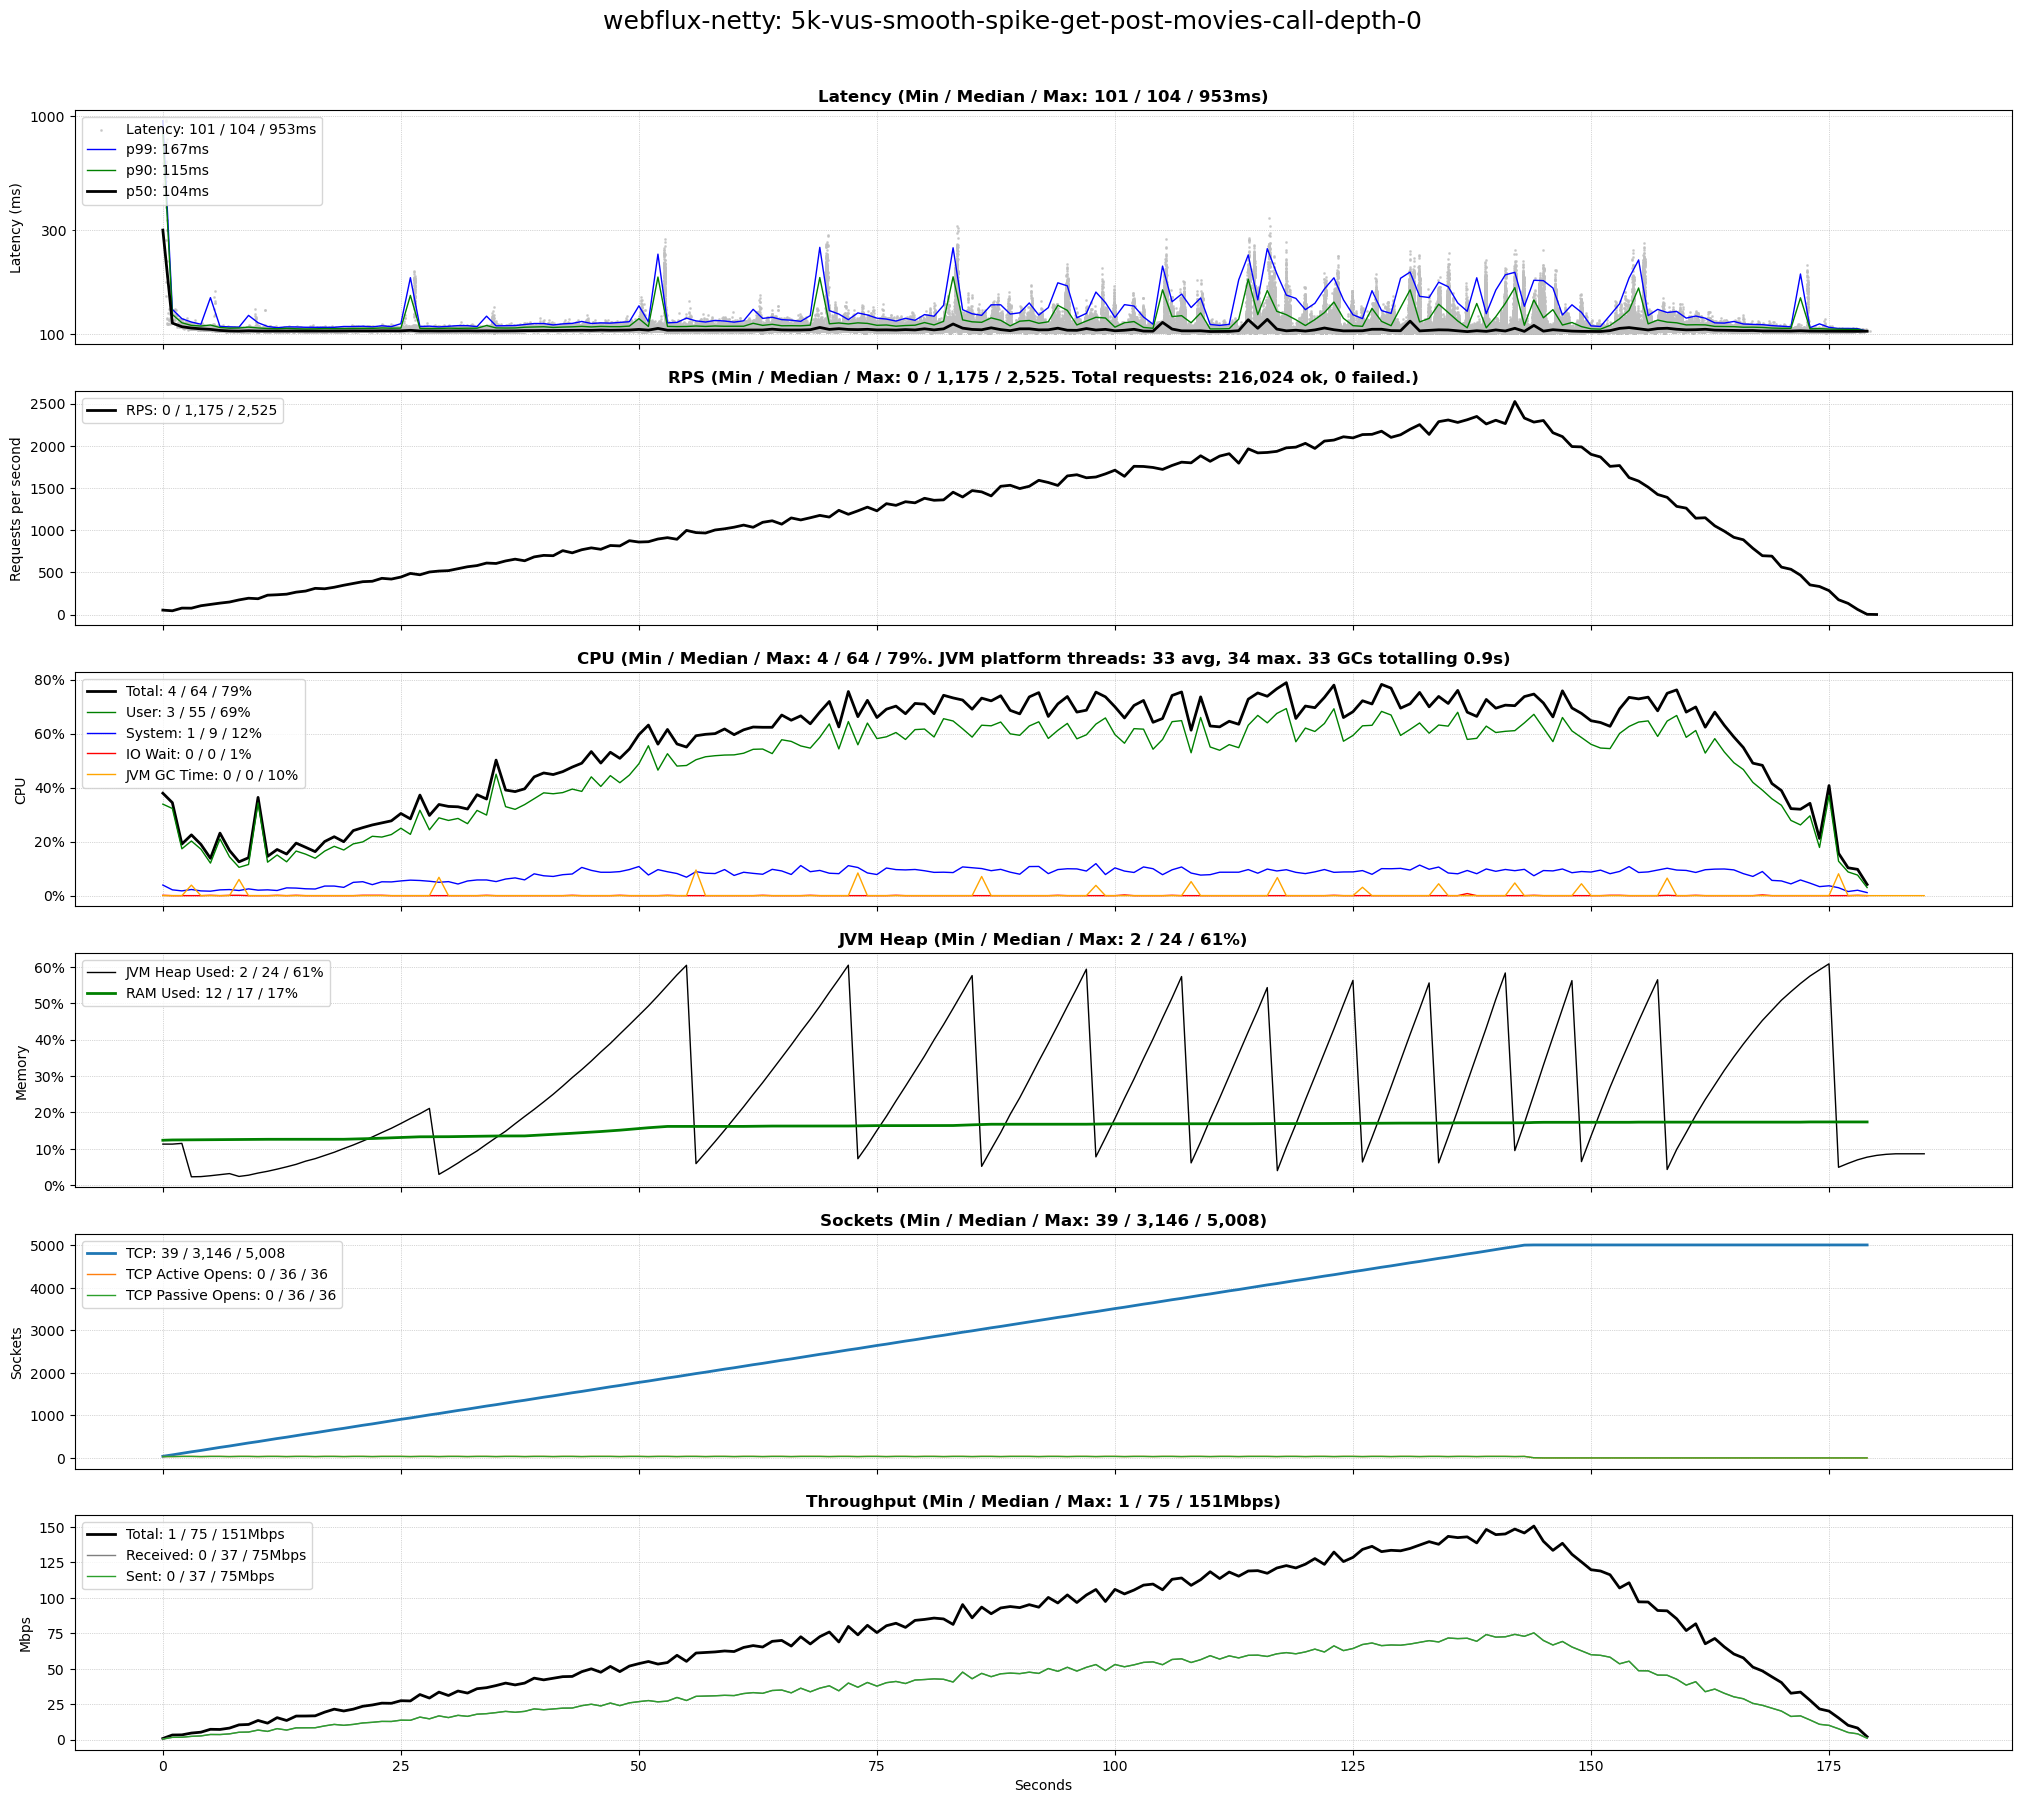 webflux-netty: 5k-vus-smooth-spike-get-post-movies-call-depth-0
Latency (Min / Median / Max: 101 / 104 / 953ms)
Latency (ms)
1000
300
100
Latency: 101 / 104 / 953ms
p99: 167ms
p90: 115ms
p50: 104ms
RPS (Min / Median / Max: 0 / 1,175 / 2,525. Total requests: 216,024 ok, 0 failed.)
Requests per second
2500
2000
1500
1000
500
0
RPS: 0 / 1,175 / 2,525
CPU (Min / Median / Max: 4 / 64 / 79%. JVM platform threads: 33 avg, 34 max. 33 GCs totalling 0.9s)
CPU
80%
60%
40%
20%
0%
Total: 4 / 64 / 79%
User: 3 / 55 / 69%
System: 1 / 9 / 12%
IO Wait: 0 / 0 / 1%
JVM GC Time: 0 / 0 / 10%
JVM Heap (Min / Median / Max: 2 / 24 / 61%)
Memory
60%
50%
40%
30%
20%
10%
0%
JVM Heap Used: 2 / 24 / 61%
RAM Used: 12 / 17 / 17%
Sockets (Min / Median / Max: 39 / 3,146 / 5,008)
Sockets
5000
4000
3000
2000
1000
0
TCP: 39 / 3,146 / 5,008
TCP Active Opens: 0 / 36 / 36
TCP Passive Opens: 0 / 36 / 36
Throughput (Min / Median / Max: 1 / 75 / 151Mbps)
Mbps
150
125
100
75
50
25
0
Total: 1 / 75 / 151Mbps
Received: 0 / 37 / 75Mbps
Sent: 0 / 37 / 75Mbps
0 25 50 75 100 125 150 175
Seconds